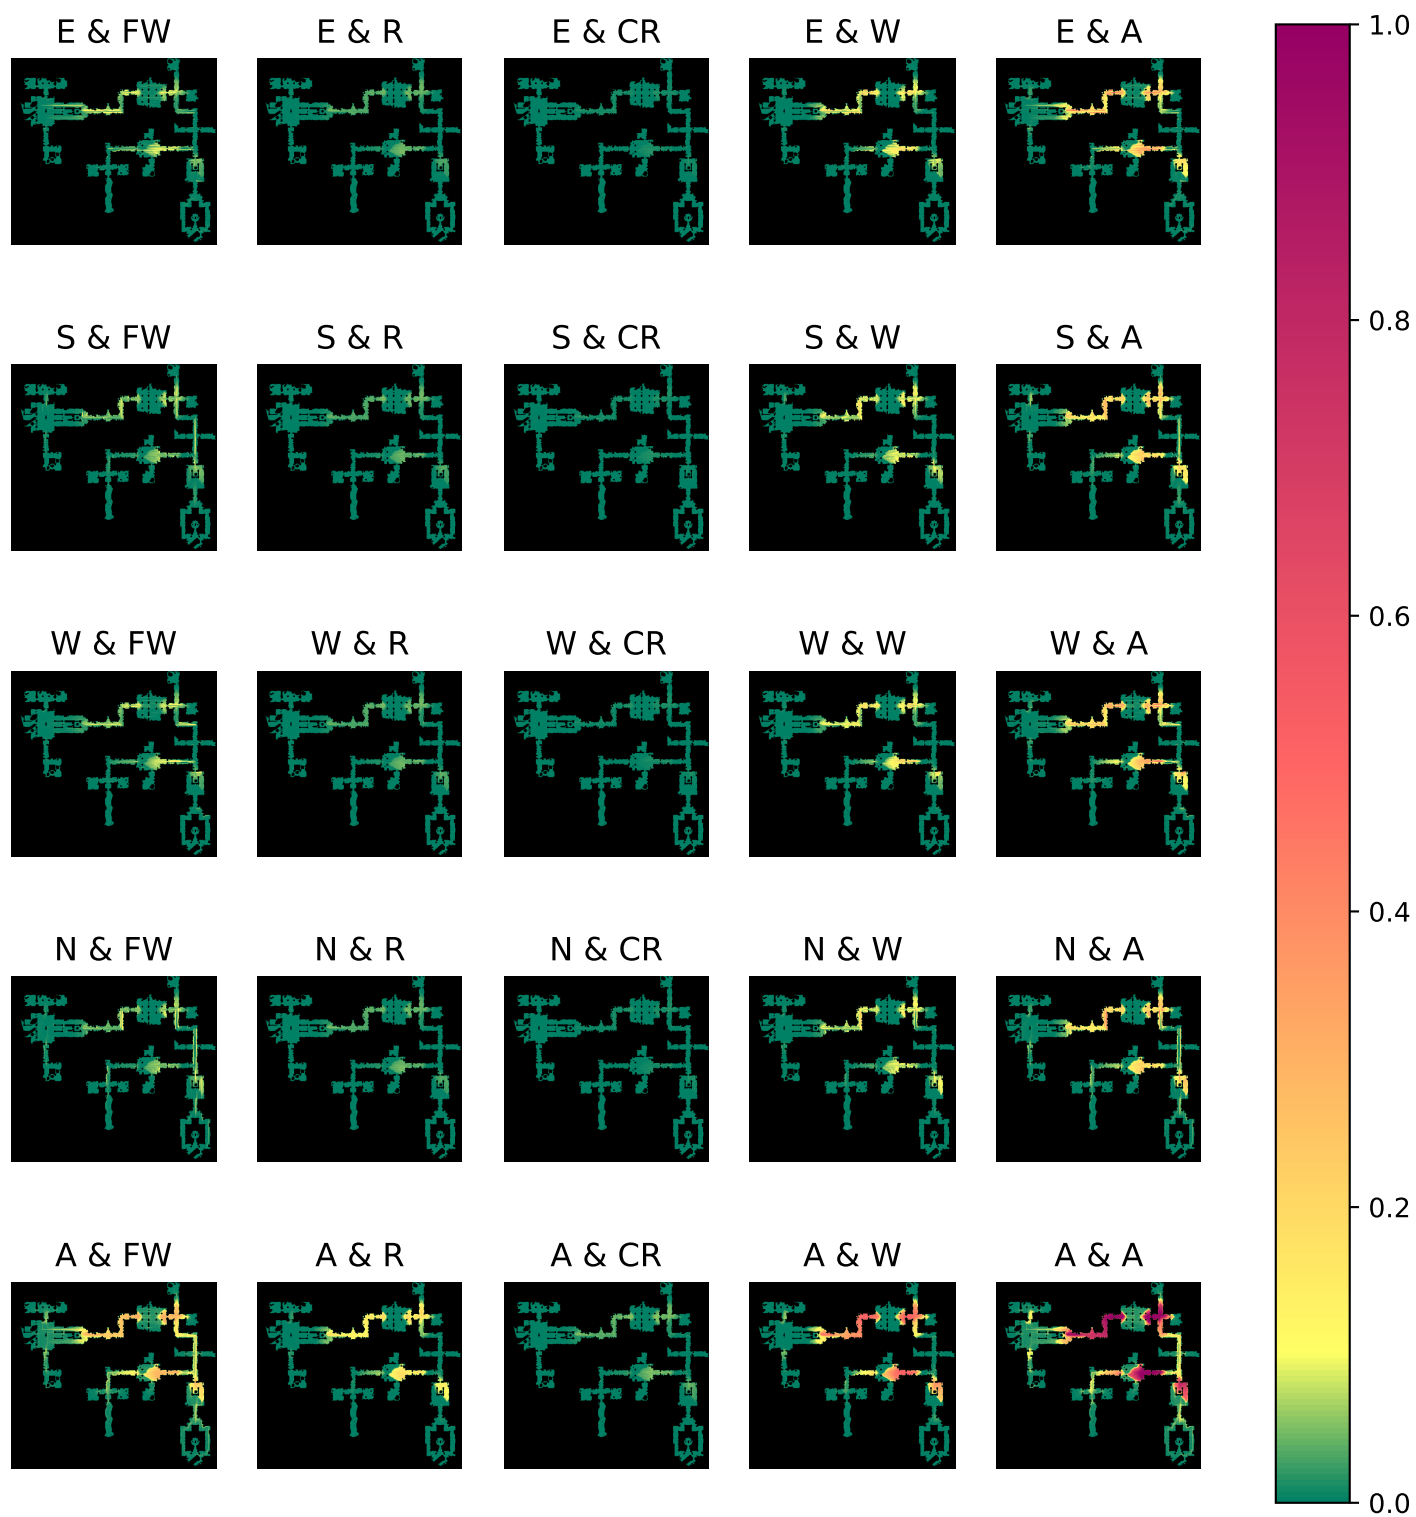 E & FW E & R E & CR E & W E & A
S & FW S & R S & CR S & W S & A
W & FW W & R W & CR W & W W & A
N & FW N & R N & CR N & W N & A
A & FW A & R A & CR A & W A & A
1.0
0.8
0.6
0.4
0.2
0.0